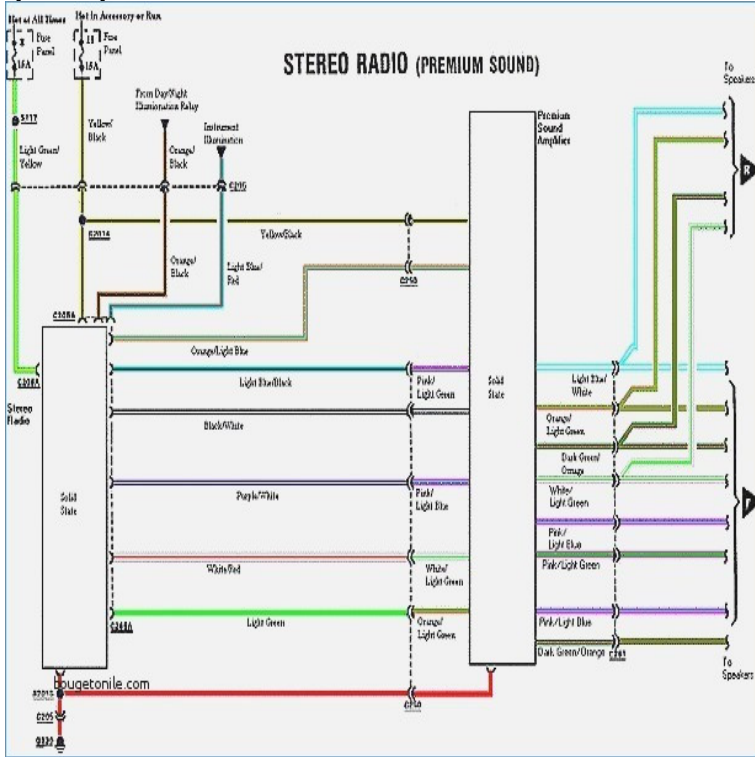 Hot at All Times
Hot in Accessory or Run
Fuse
Panel
15A
Fuse
Panel
15A
STEREO RADIO (PREMIUM SOUND)
To
Speakers
From Day/Night
Illumination Relay
Instrument
Illumination
Premium
Sound
Amplifier
S217
Yellow/
Black
Orange/
Black
Light Green/
Yellow
R
Yellow/Black
Orange/
Black
Light Blue/
Red
Orange/Light Blue
Light Blue/Black
Pink/
Light Green
Solid
State
Light Blue/
White
Stereo
Radio
Black/White
Orange/
Light Green
Dark Green/
Orange
Solid
State
Purple/White
Pink/
Light Blue
White/
Light Green
Pink/
Light Blue
Pink/Light Green
White/Red
White/
Light Green
Light Green
Orange/
Light Green
Pink/Light Blue
Dark Green/Orange
To
Speakers
bougetonile.com